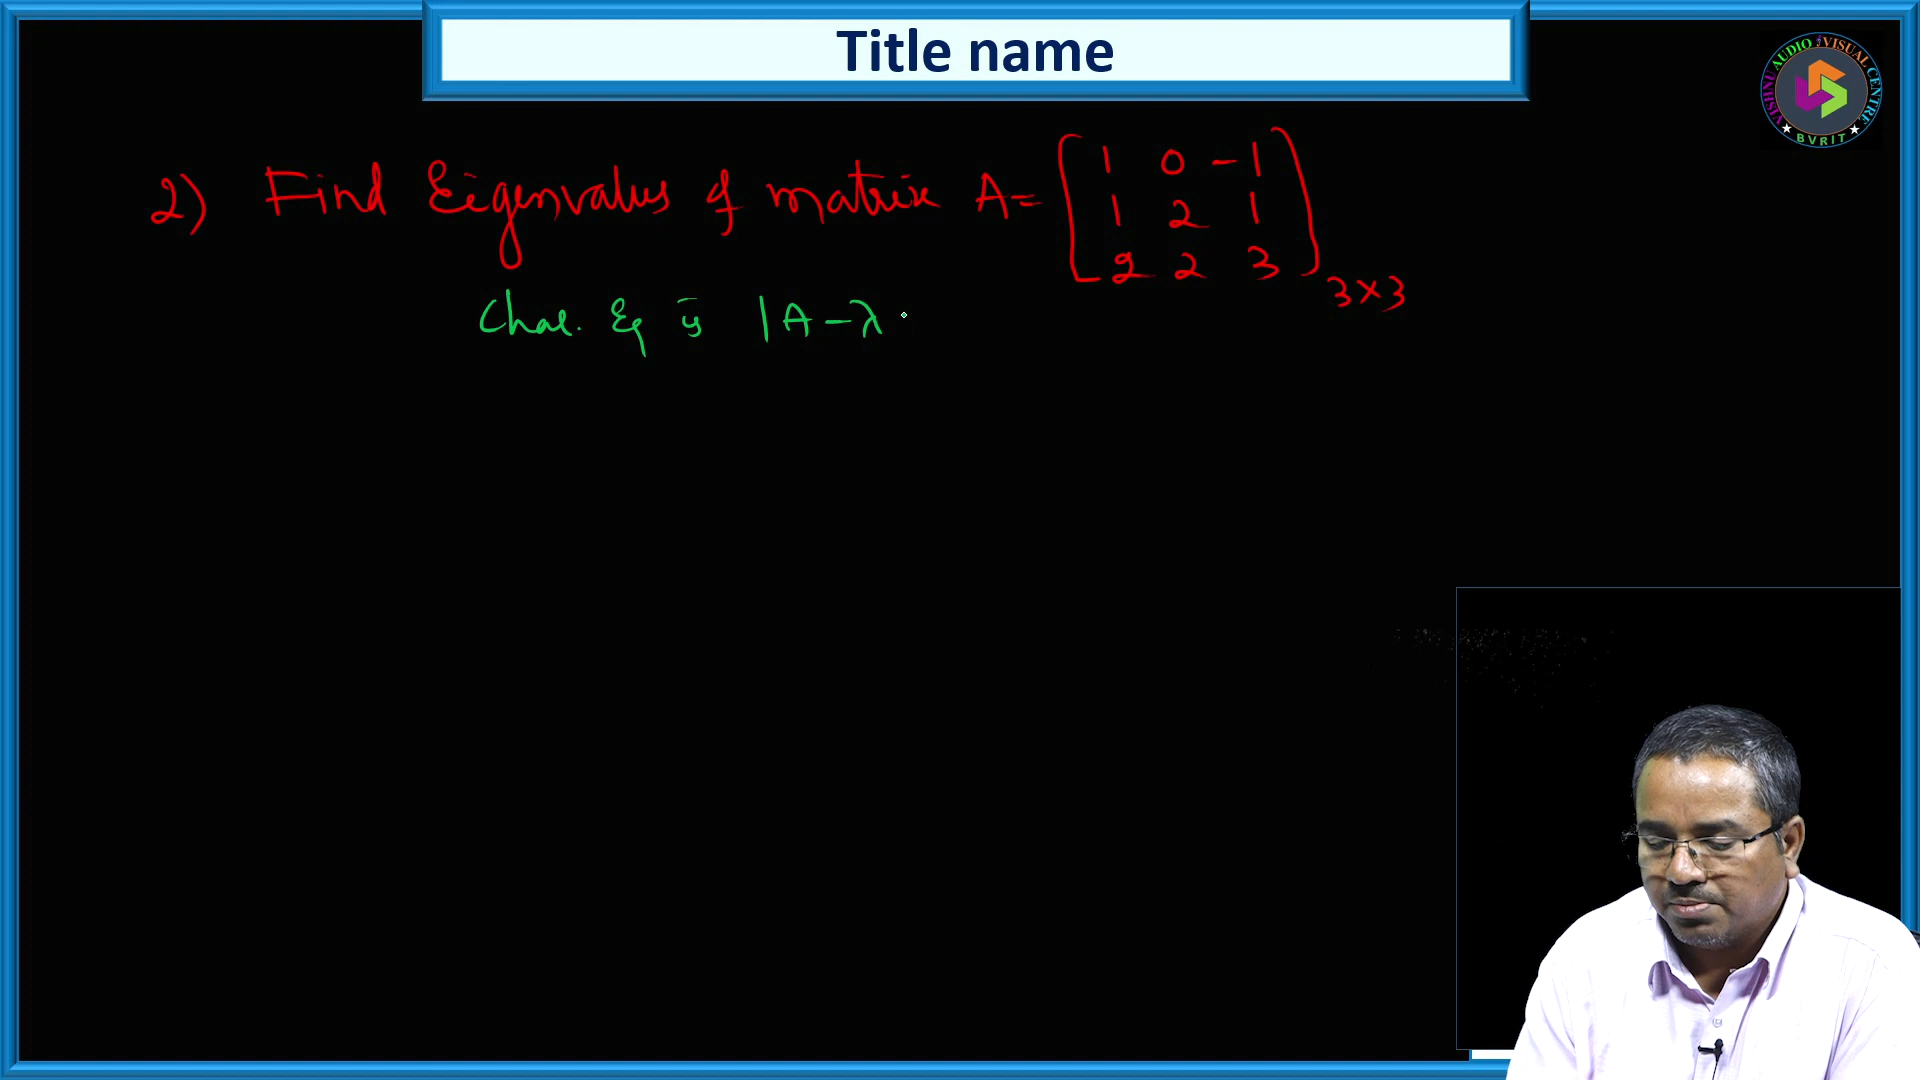 Title name
VISHNU AUDIO VISUAL CENTRE
BVRIT
2) Find Eigenvalues of matrix A = [ 1 0 -1
1 2 1
2 2 3 ] 3×3
Char. Eq is |A-λ